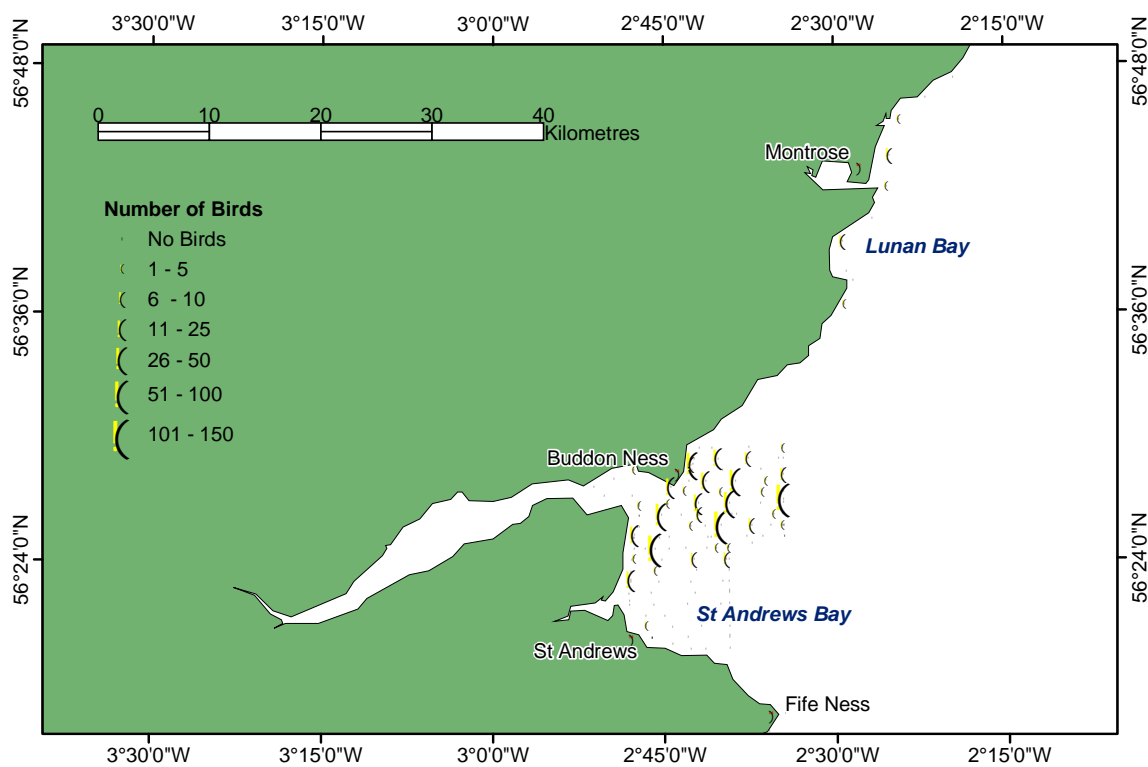 3°30'0"W 3°15'0"W 3°0'0"W 2°45'0"W 2°30'0"W 2°15'0"W
56°48'0"N 56°48'0"N
0 10 20 30 40
Kilometres
Montrose
Number of Birds
No Birds
1 - 5
6 - 10
11 - 25
26 - 50
51 - 100
101 - 150
Lunan Bay
56°36'0"N 56°36'0"N
Buddon Ness
56°24'0"N 56°24'0"N
St Andrews Bay
St Andrews
Fife Ness
3°30'0"W 3°15'0"W 3°0'0"W 2°45'0"W 2°30'0"W 2°15'0"W